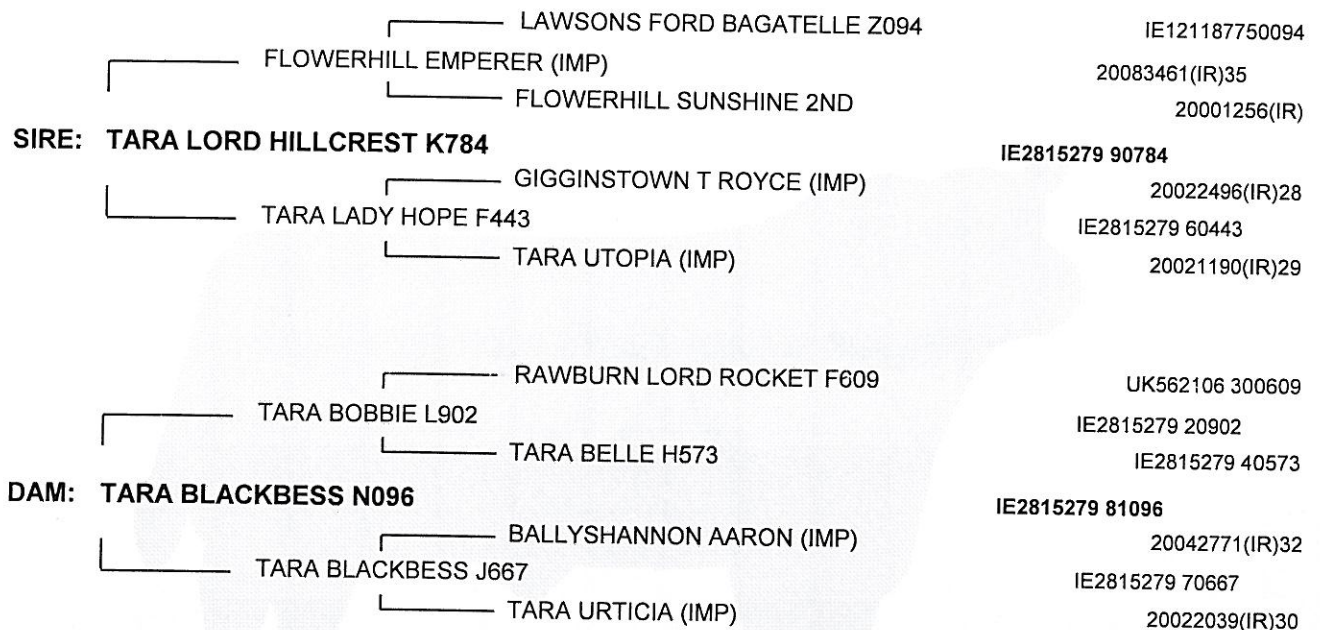 LAWSONS FORD BAGATELLE Z094 IE121187750094
FLOWERHILL EMPERER (IMP) 20083461(IR)35
FLOWERHILL SUNSHINE 2ND 20001256(IR)
SIRE: TARA LORD HILLCREST K784 IE2815279 90784
GIGGINSTOWN T ROYCE (IMP) 20022496(IR)28
TARA LADY HOPE F443 IE2815279 60443
TARA UTOPIA (IMP) 20021190(IR)29
RAWBURN LORD ROCKET F609 UK562106 300609
TARA BOBBIE L902 IE2815279 20902
TARA BELLE H573 IE2815279 40573
DAM: TARA BLACKBESS N096 IE2815279 81096
BALLYSHANNON AARON (IMP) 20042771(IR)32
TARA BLACKBESS J667 IE2815279 70667
TARA URTICIA (IMP) 20022039(IR)30